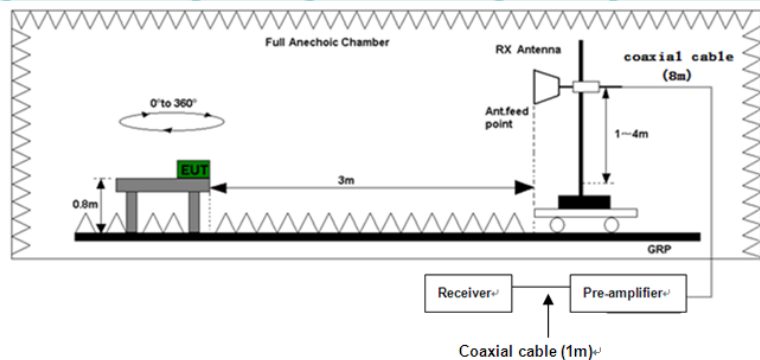 Full Anechoic Chamber
RX Antenna
coaxial cable
(8m)
0°to 360°
Ant.feed
point
1~4m
EUT
3m
0.8m
GRP
Receiver
Pre-amplifier
Coaxial cable (1m)